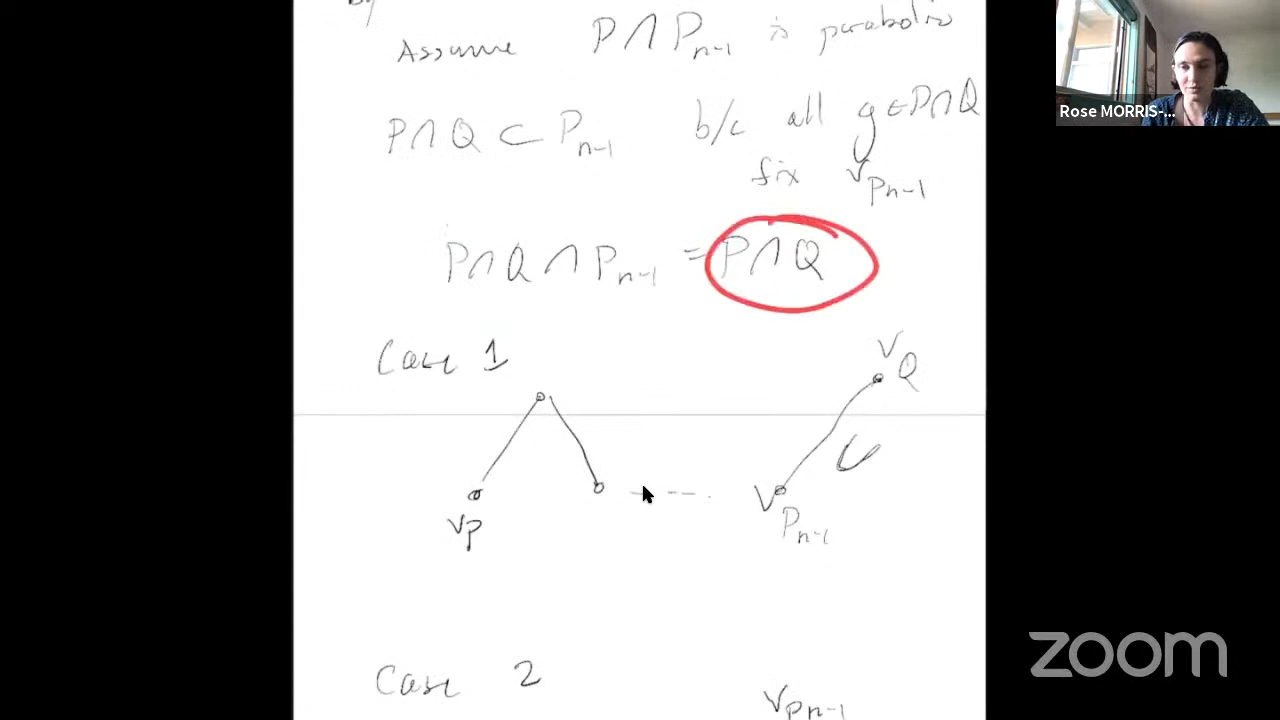 By
Assume P∩P_{n-1} is parabolic
P∩Q ⊂ P_{n-1} b/c all g∈P∩Q
fix v_{P_{n-1}}
P∩Q∩P_{n-1} = P∩Q
Case 1
v_Q
v_P
v_{P_{n-1}}
Case 2
v_{P_{n-1}}
Rose MORRIS-...
zoom